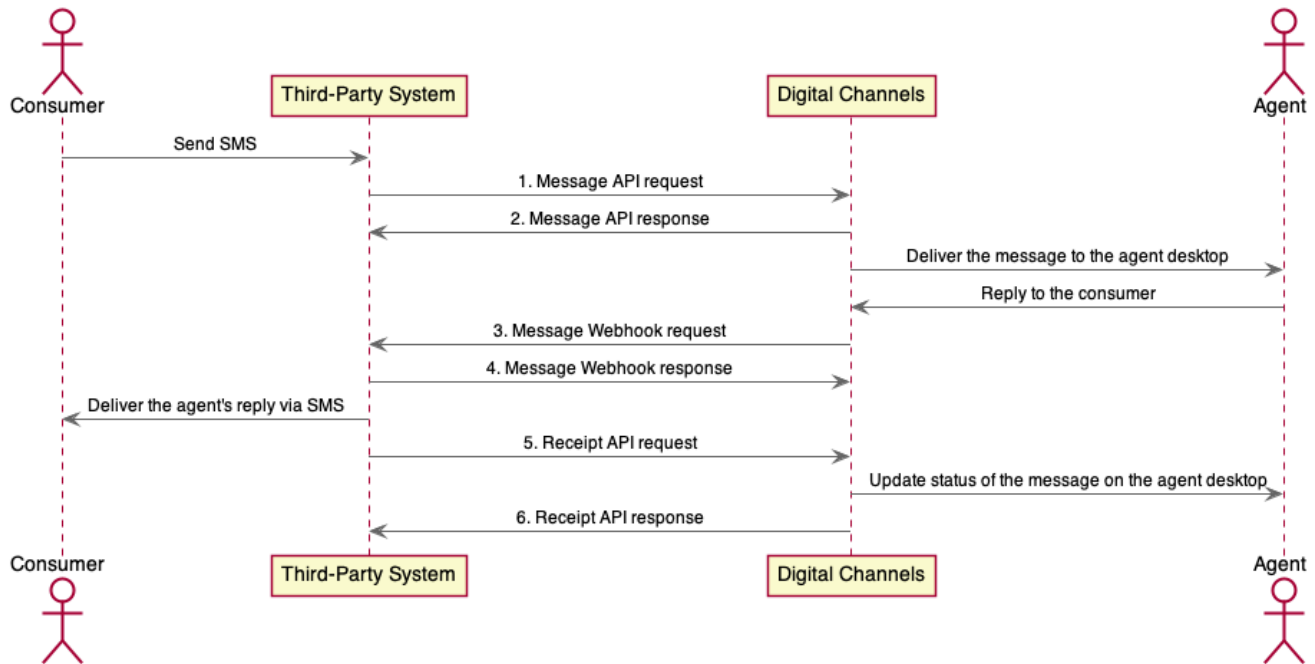 Consumer
Third-Party System
Digital Channels
Agent
Send SMS
1. Message API request
2. Message API response
Deliver the message to the agent desktop
Reply to the consumer
3. Message Webhook request
4. Message Webhook response
Deliver the agent's reply via SMS
5. Receipt API request
Update status of the message on the agent desktop
6. Receipt API response
Consumer
Third-Party System
Digital Channels
Agent